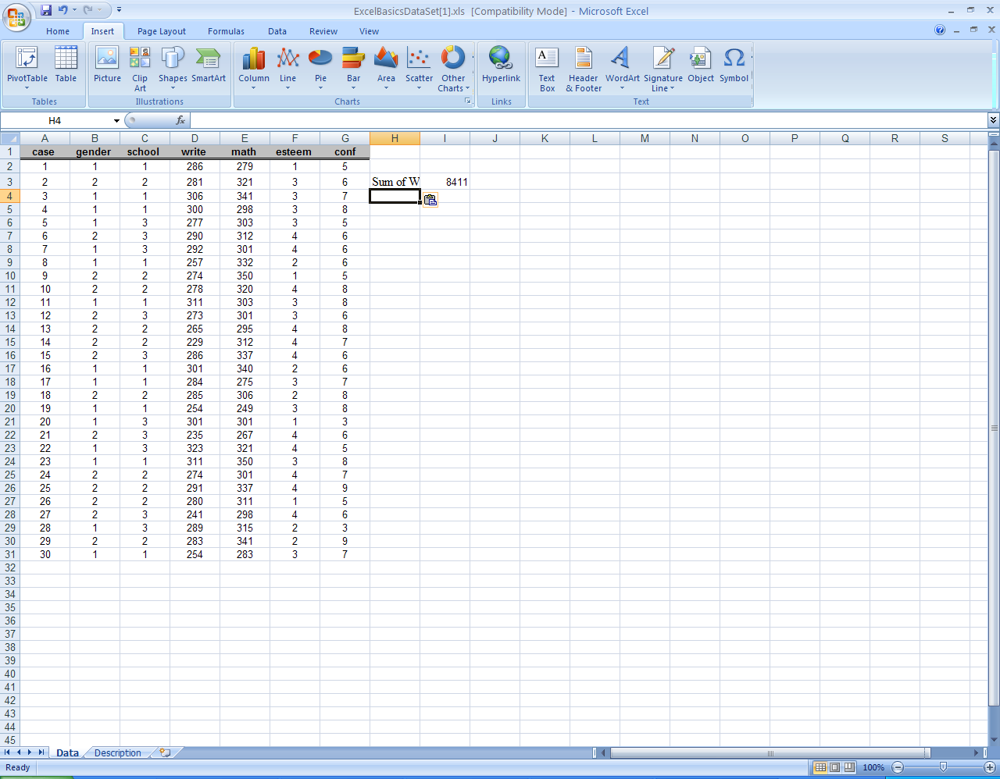 ExcelBasicsDataSet[1].xls [Compatibility Mode] - Microsoft Excel
Home Insert Page Layout Formulas Data Review View
PivotTable Table Picture Clip Art Shapes SmartArt Column Line Pie Bar Area Scatter Other Charts Hyperlink Text Box Header & Footer WordArt Signature Line Object Symbol
Tables Illustrations Charts Links Text
H4 fx
A B C D E F G H I J K L M N O P Q R S
1 case gender school write math esteem conf
2 1 1 1 286 279 1 5
3 2 2 2 281 321 3 6 Sum of W 8411
4 3 1 1 306 341 3 7
5 4 1 1 300 298 3 8
6 5 1 3 277 303 3 5
7 6 2 3 290 312 4 6
8 7 1 3 292 301 4 6
9 8 1 1 257 332 2 6
10 9 2 2 274 350 1 5
11 10 2 2 278 320 4 8
12 11 1 1 311 303 3 8
13 12 2 3 273 301 3 6
14 13 2 2 265 295 4 8
15 14 2 2 229 312 4 7
16 15 2 3 286 337 4 6
17 16 1 1 301 340 2 6
18 17 1 1 284 275 3 7
19 18 2 2 285 306 2 8
20 19 1 1 254 249 3 8
21 20 1 3 301 301 1 3
22 21 2 3 235 267 4 6
23 22 1 3 323 321 4 5
24 23 1 1 311 350 3 8
25 24 2 2 274 301 4 7
26 25 2 2 291 337 4 9
27 26 2 2 280 311 1 5
28 27 2 3 241 298 4 6
29 28 1 3 289 315 2 3
30 29 2 2 283 341 2 9
31 30 1 1 254 283 3 7
32
33
34
35
36
37
38
39
40
41
42
43
44
45
Data Description
Ready 100%